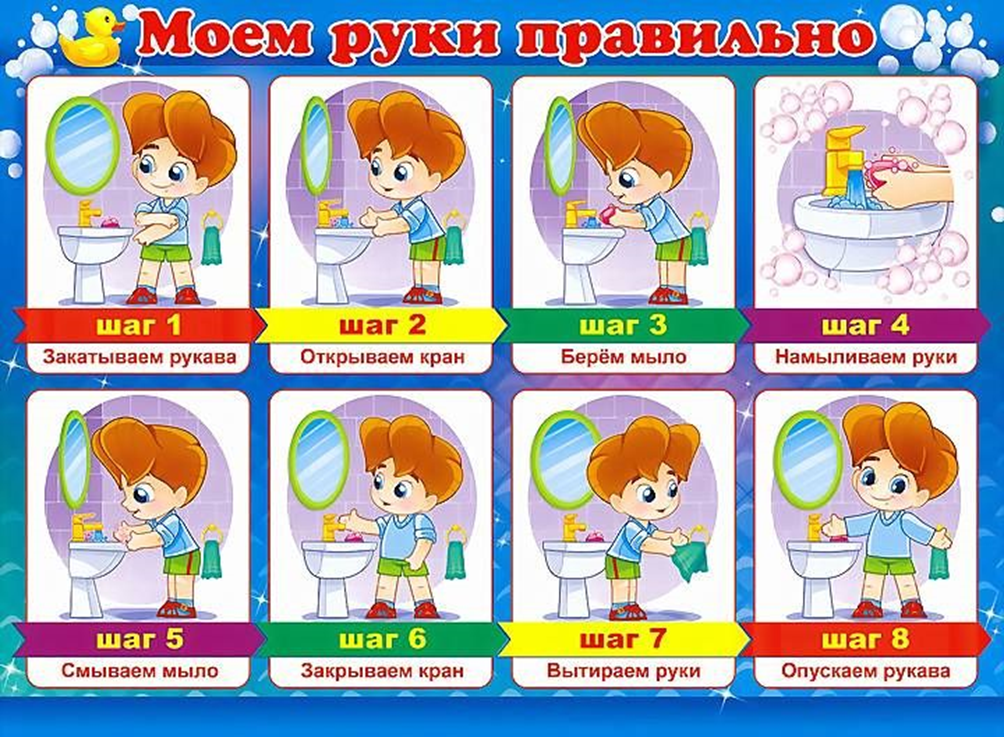 Моем руки правильно
шаг 1
Закатываем рукава
шаг 2
Открываем кран
шаг 3
Берём мыло
шаг 4
Намыливаем руки
шаг 5
Смываем мыло
шаг 6
Закрываем кран
шаг 7
Вытираем руки
шаг 8
Опускаем рукава